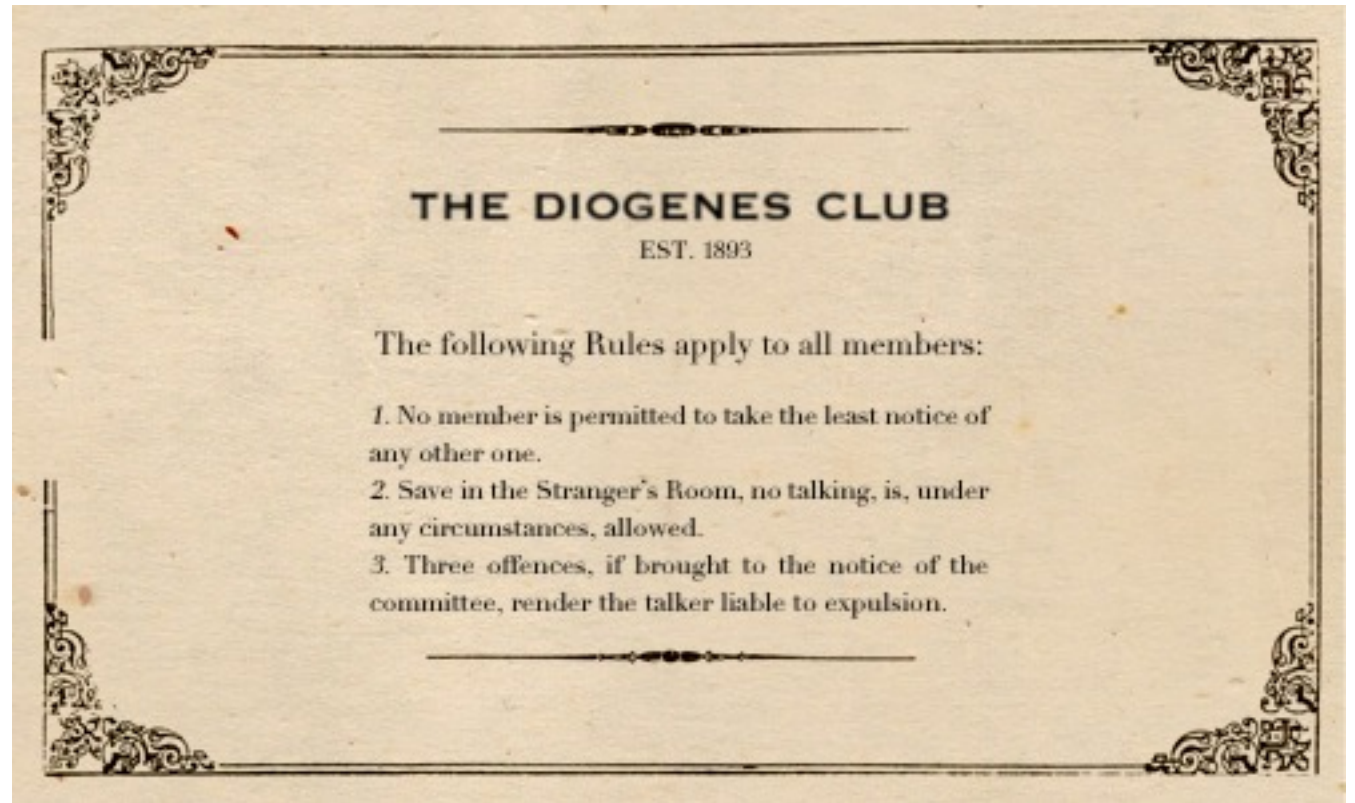 THE DIOGENES CLUB
EST. 1893
The following Rules apply to all members:
1. No member is permitted to take the least notice of
any other one.
2. Save in the Stranger's Room, no talking, is, under
any circumstances, allowed.
3. Three offences, if brought to the notice of the
committee, render the talker liable to expulsion.